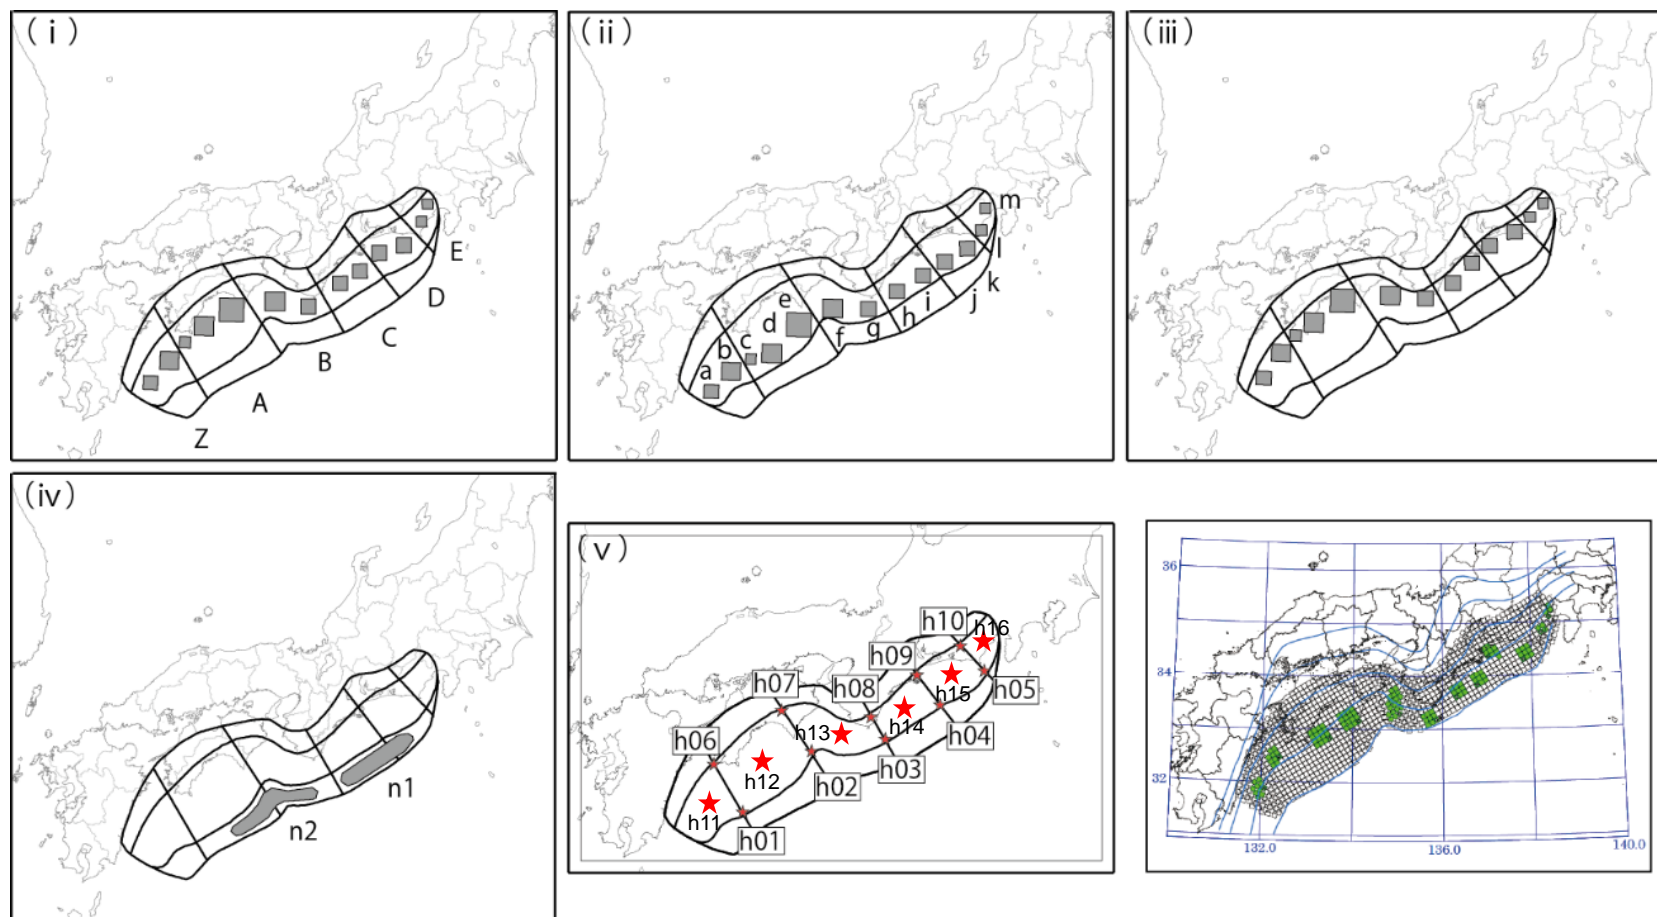 (i)
E
D
C
B
A
Z
(ii)
m
l
k
j
i
h
g
f
e
d
c
b
a
(iii)
(iv)
n1
n2
(v)
h10
h16
h09
h05
h07
h08
h15
h06
h13
h14
h04
h12
h02
h03
h11
h01
36
34
32
132.0
136.0
140.0